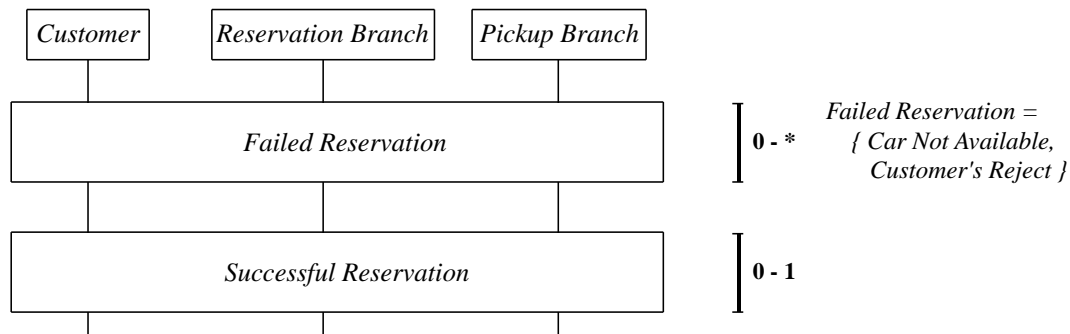 Customer
Reservation Branch
Pickup Branch
Failed Reservation
0 - *
Failed Reservation =
{ Car Not Available,
Customer's Reject }
Successful Reservation
0 - 1